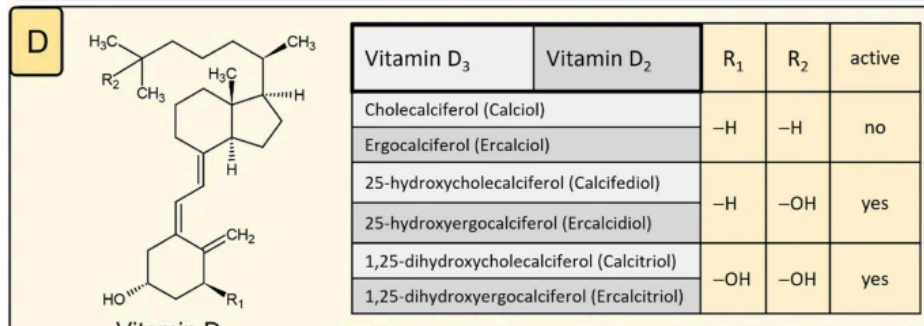 D
H₃C
CH₃
R₂
CH₃
H₃C
H
H
CH₂
HO
R₁
Vitamin D
Vitamin D₃ Vitamin D₂ R₁ R₂ active
Cholecalciferol (Calciol)
Ergocalciferol (Ercalciol)
–H –H no
25-hydroxycholecalciferol (Calcifediol)
25-hydroxyergocalciferol (Ercalcidiol)
–H –OH yes
1,25-dihydroxycholecalciferol (Calcitriol)
1,25-dihydroxyergocalciferol (Ercalcitriol)
–OH –OH yes